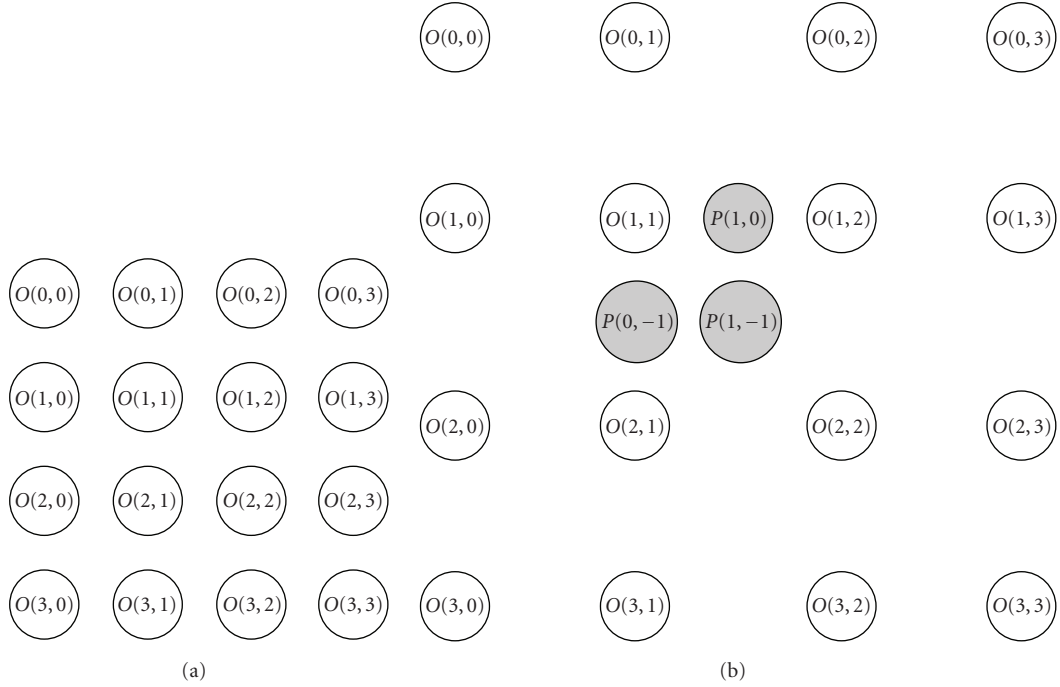 O(0, 0) O(0, 1) O(0, 2) O(0, 3)
O(1, 0) O(1, 1) O(1, 2) O(1, 3)
O(2, 0) O(2, 1) O(2, 2) O(2, 3)
O(3, 0) O(3, 1) O(3, 2) O(3, 3)
(a)
O(0, 0) O(0, 1) O(0, 2) O(0, 3)
O(1, 0) O(1, 1) P(1, 0) O(1, 2) O(1, 3)
P(0, −1) P(1, −1)
O(2, 0) O(2, 1) O(2, 2) O(2, 3)
O(3, 0) O(3, 1) O(3, 2) O(3, 3)
(b)